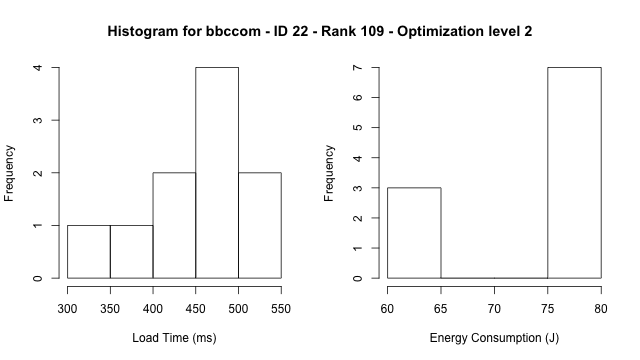 Histogram for bbccom - ID 22 - Rank 109 - Optimization level 2
Frequency
4
3
2
1
0
300 350 400 450 500 550
Load Time (ms)
Frequency
7
6
5
4
3
2
1
0
60 65 70 75 80
Energy Consumption (J)